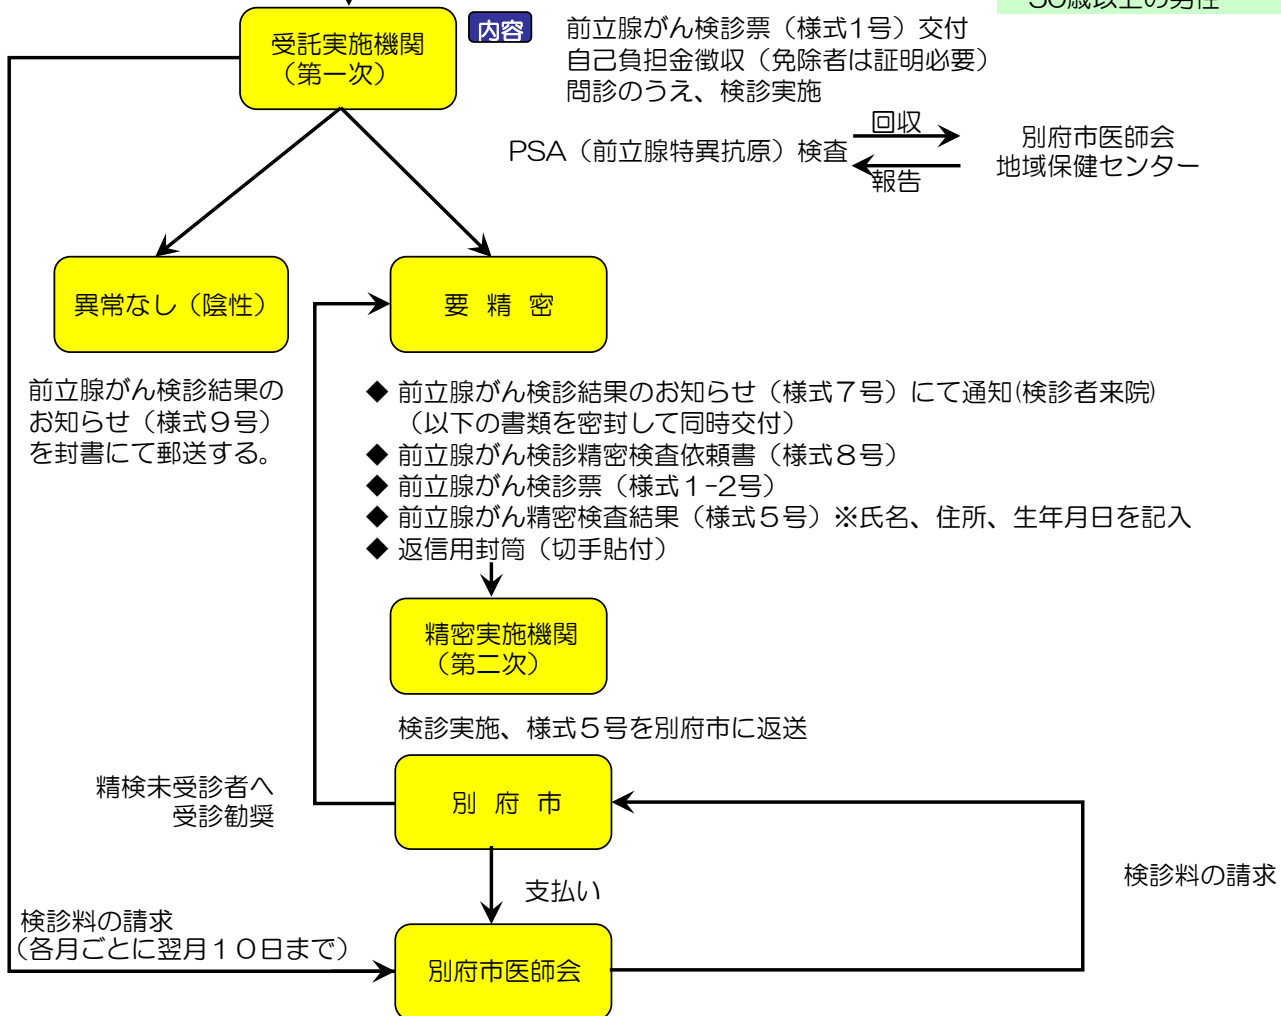 50歳以上の男性
受託実施機関
（第一次）
内容
前立腺がん検診票（様式1号）交付
自己負担金徴収（免除者は証明必要）
問診のうえ、検診実施
PSA（前立腺特異抗原）検査
回収
報告
別府市医師会
地域保健センター
異常なし（陰性）
要 精 密
前立腺がん検診結果の
お知らせ（様式９号）
を封書にて郵送する。
◆ 前立腺がん検診結果のお知らせ（様式７号）にて通知(検診者来院)
（以下の書類を密封して同時交付）
◆ 前立腺がん検診精密検査依頼書（様式８号）
◆ 前立腺がん検診票（様式１-2号）
◆ 前立腺がん精密検査結果（様式５号）※氏名、住所、生年月日を記入
◆ 返信用封筒（切手貼付）
精密実施機関
（第二次）
検診実施、様式５号を別府市に返送
精検未受診者へ
受診勧奨
別 府 市
支払い
検診料の請求
検診料の請求
（各月ごとに翌月１０日まで）
別府市医師会